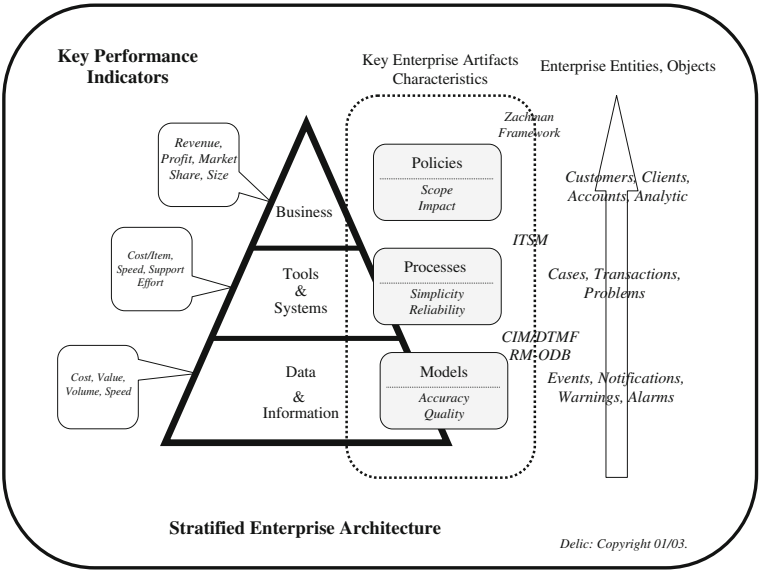 Key Performance
Indicators
Key Enterprise Artifacts
Characteristics
Enterprise Entities, Objects
Zachman
Framework
Revenue,
Profit, Market
Share, Size
Policies
Scope
Impact
Customers, Clients,
Accounts, Analytic
Business
ITSM
Cost/Item,
Speed, Support
Effort
Tools
&
Systems
Processes
Simplicity
Reliability
Cases, Transactions,
Problems
CIM/DTMF
RM-ODB
Cost, Value,
Volume, Speed
Data
&
Information
Models
Accuracy
Quality
Events, Notifications,
Warnings, Alarms
Stratified Enterprise Architecture
Delic: Copyright 01/03.